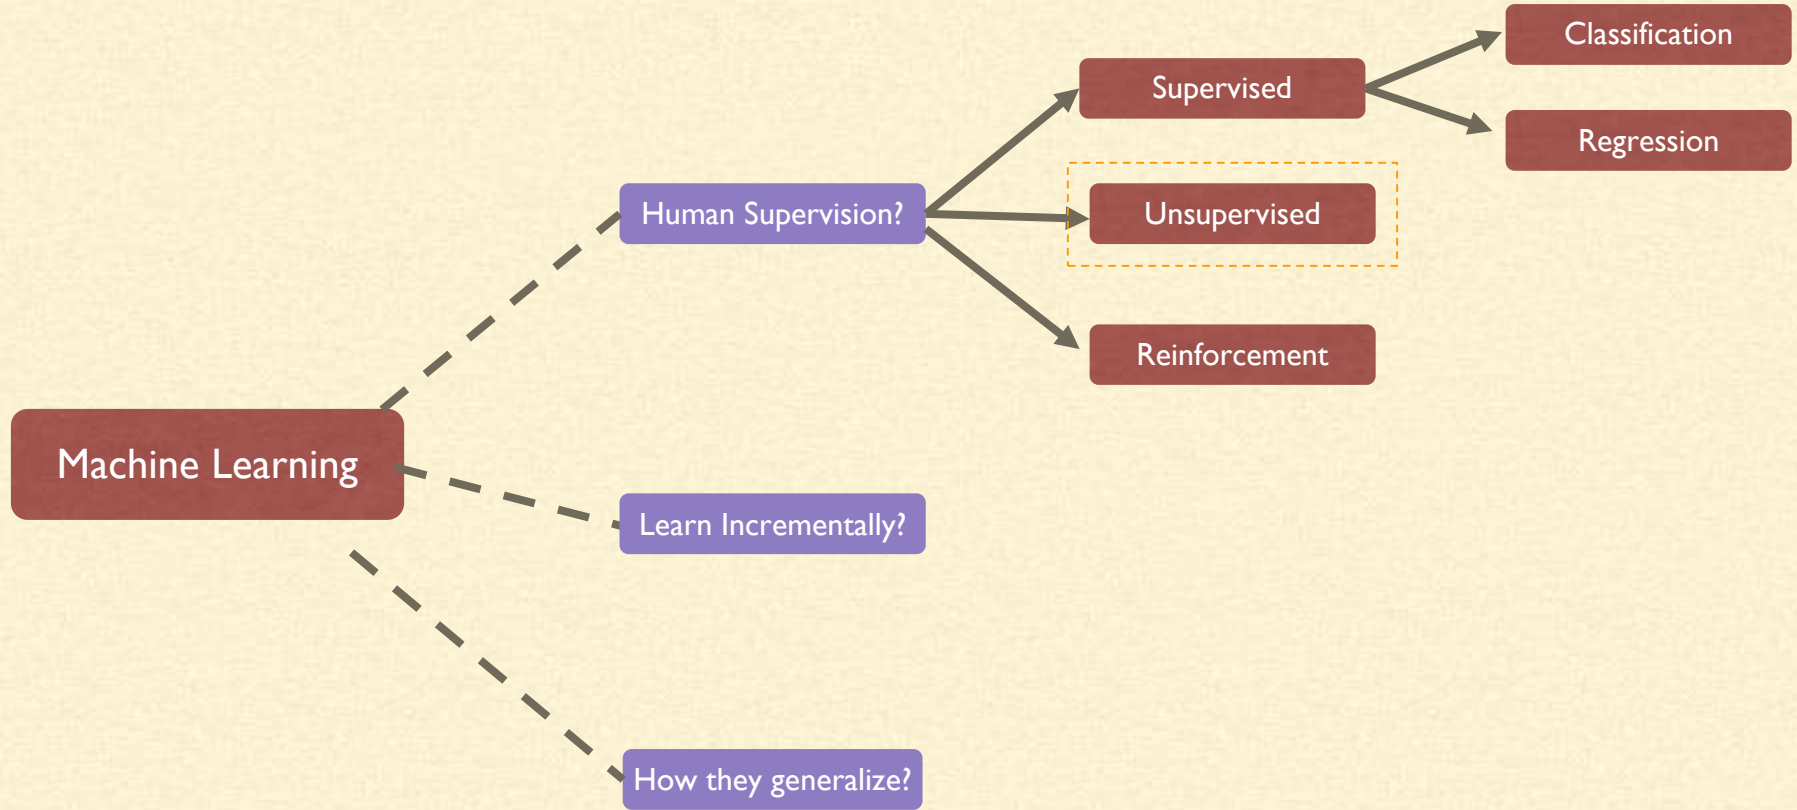 Classification
Supervised
Regression
Human Supervision?
Unsupervised
Reinforcement
Machine Learning
Learn Incrementally?
How they generalize?